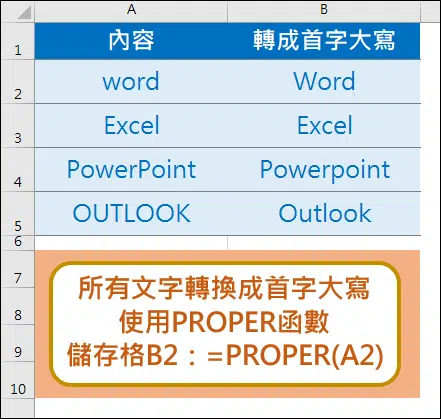 A B
1 內容 轉成首字大寫
2 word Word
3 Excel Excel
4 PowerPoint Powerpoint
5 OUTLOOK Outlook
6
7 所有文字轉換成首字大寫
8 使用PROPER函數
9 儲存格B2：=PROPER(A2)
10